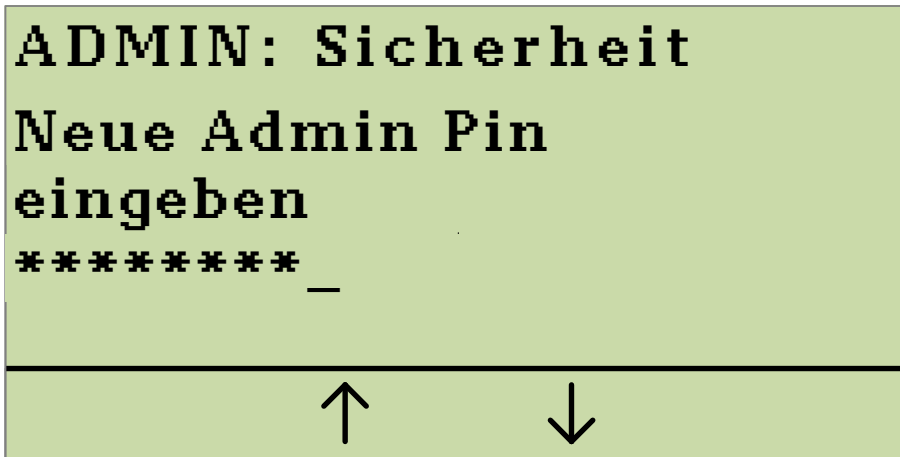 ADMIN: Sicherheit
Neue Admin Pin
eingeben
********_
↑ ↓